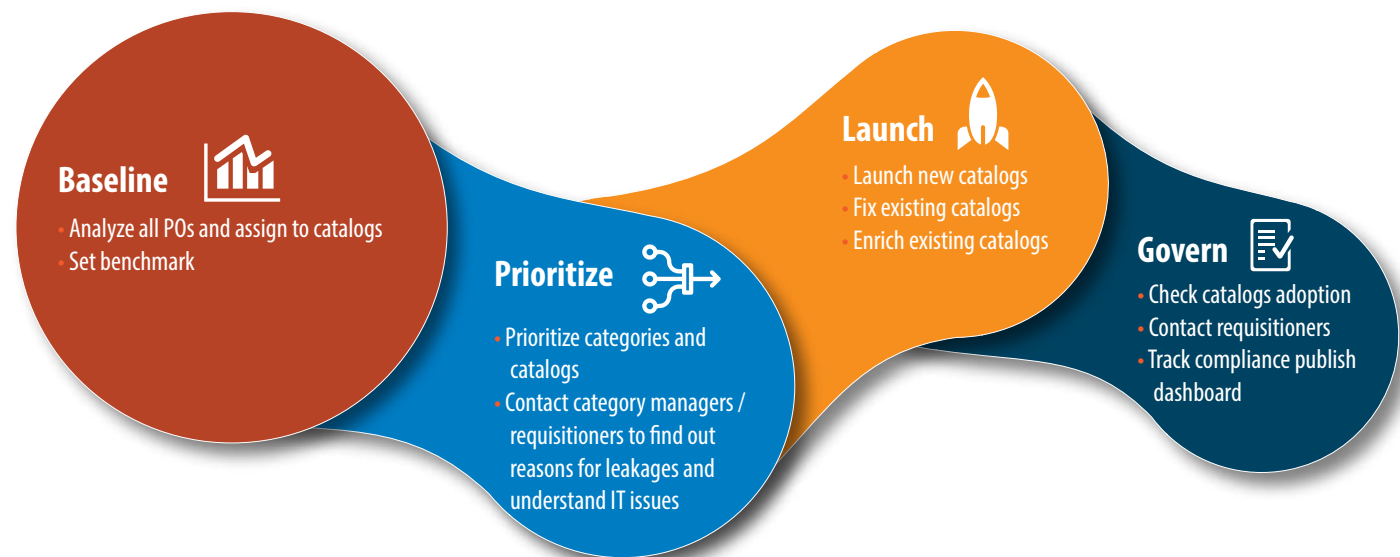 Baseline
• Analyze all POs and assign to catalogs
• Set benchmark
Prioritize
• Prioritize categories and
catalogs
• Contact category managers /
requisitioners to find out
reasons for leakages and
understand IT issues
Launch
• Launch new catalogs
• Fix existing catalogs
• Enrich existing catalogs
Govern
• Check catalogs adoption
• Contact requisitioners
• Track compliance publish
dashboard